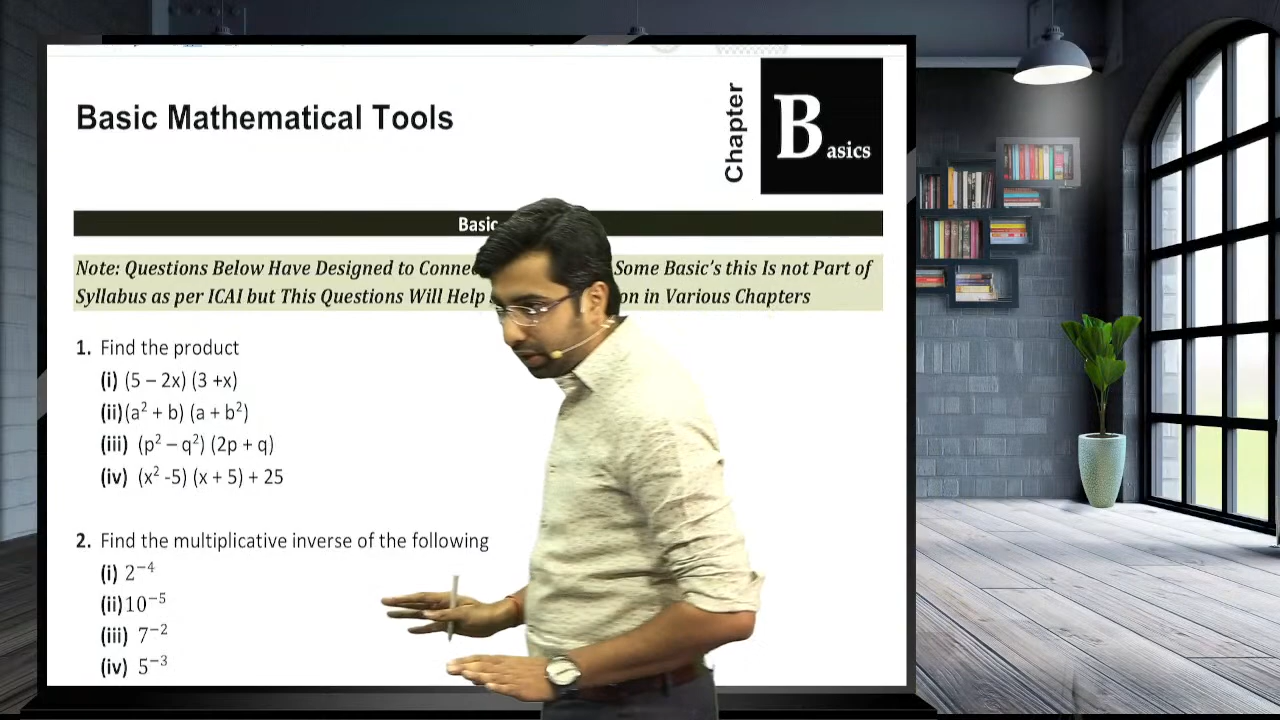 Basic Mathematical Tools
Chapter
Basics
Basic
Note: Questions Below Have Designed to Some Basic's this Is not Part of
Syllabus as per ICAI but This Questions Will Help in Various Chapters
1. Find the product
(i) (5 – 2x) (3 +x)
(ii)(a² + b) (a + b²)
(iii) (p² – q²) (2p + q)
(iv) (x² -5) (x + 5) + 25
2. Find the multiplicative inverse of the following
(i) 2⁻⁴
(ii)10⁻⁵
(iii) 7⁻²
(iv) 5⁻³